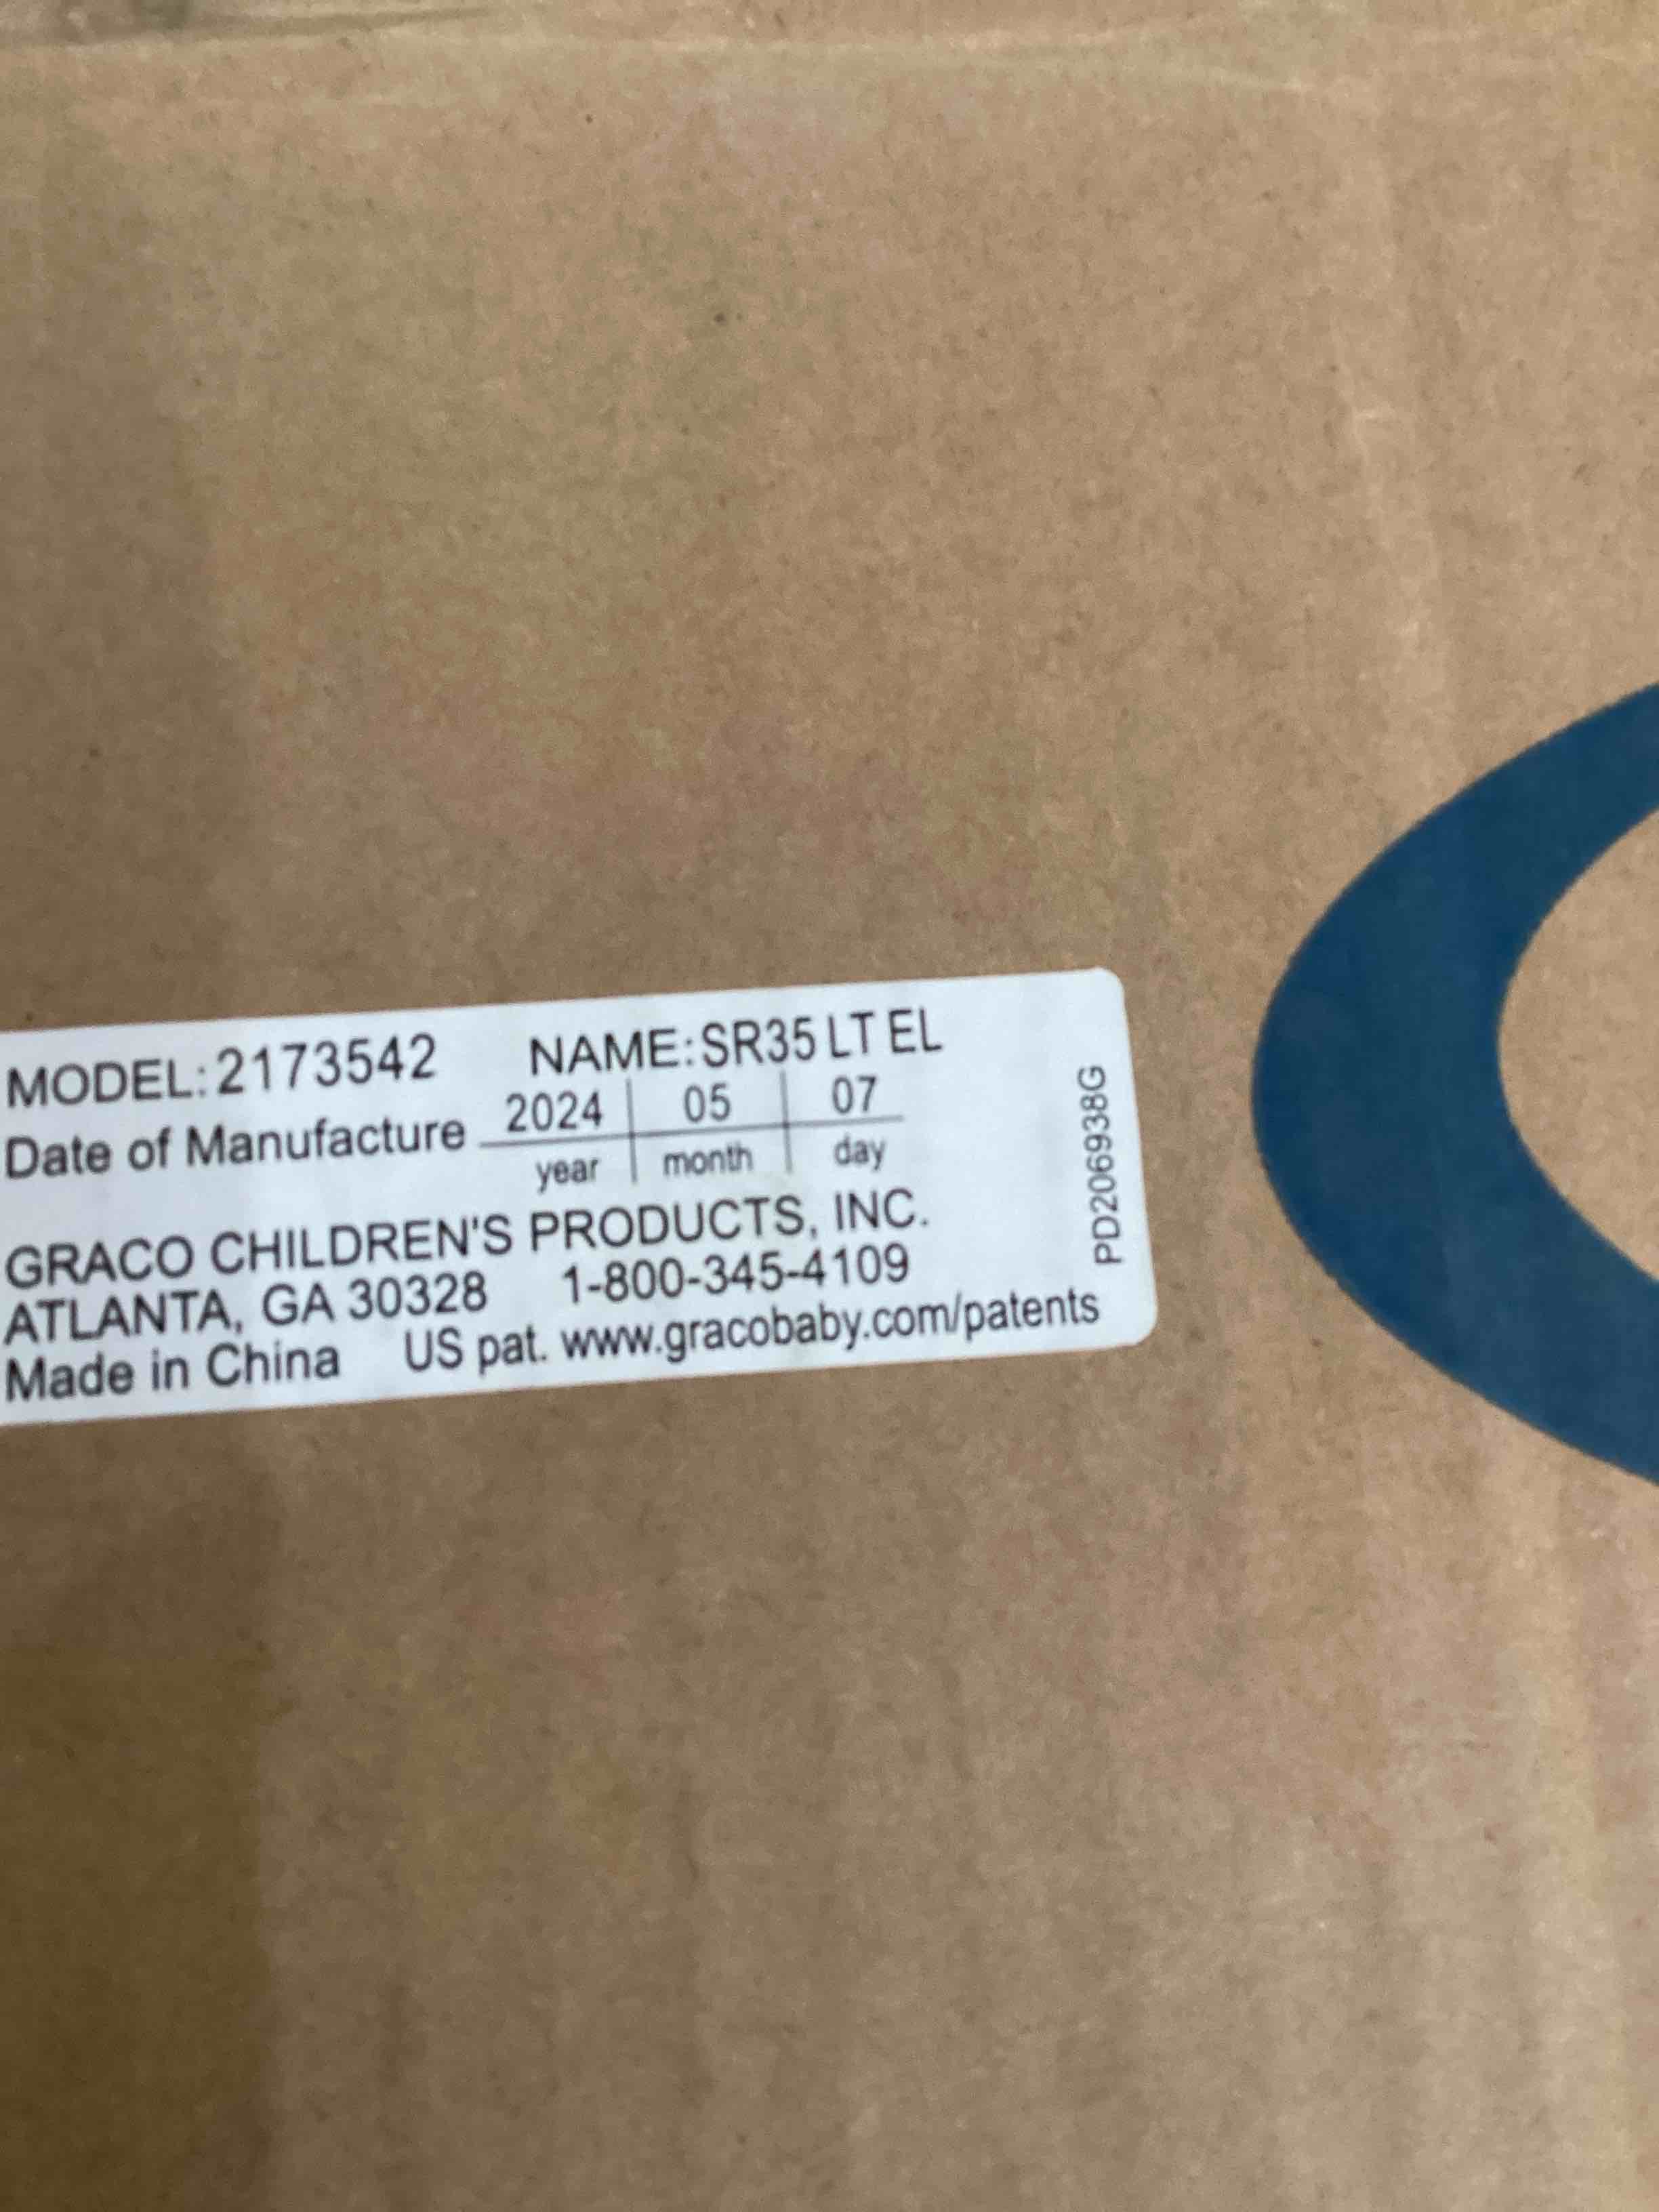 MODEL: 2173542 NAME: SR35 LT EL
Date of Manufacture 2024 05 07
year month day
GRACO CHILDREN'S PRODUCTS, INC.
ATLANTA, GA 30328 1-800-345-4109
Made in China US pat. www.gracobaby.com/patents
PD206938G